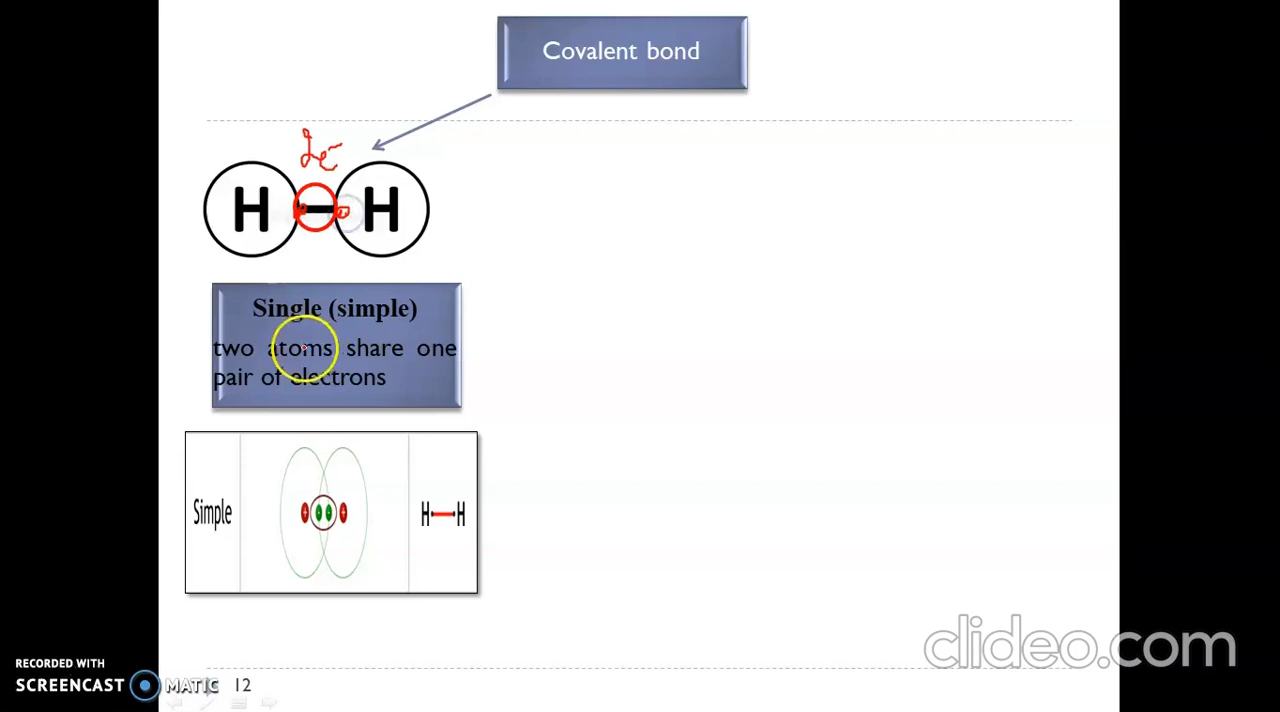 Covalent bond
2e-
H
H
Single (simple)
two atoms share one
pair of electrons
Simple
+ - - +
H
H
clideo.com
RECORDED WITH
SCREENCAST MATIC
12